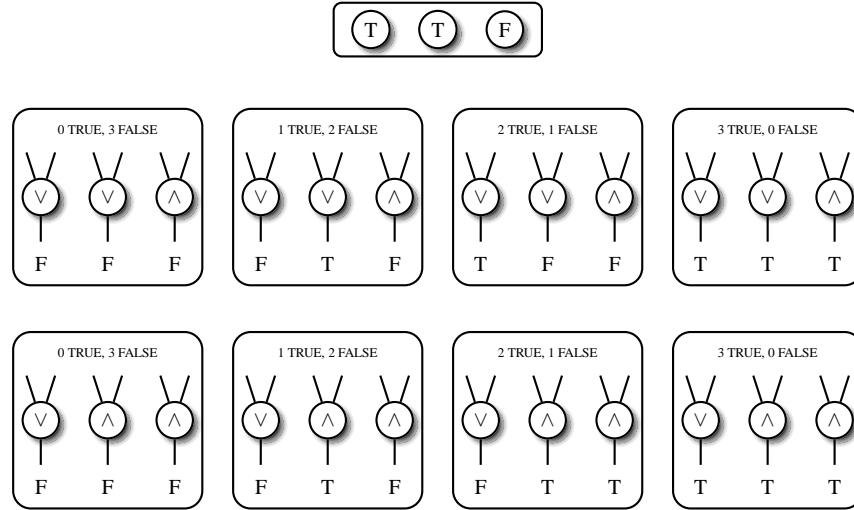 T T F
0 TRUE, 3 FALSE 1 TRUE, 2 FALSE 2 TRUE, 1 FALSE 3 TRUE, 0 FALSE
∨ ∨ ∧ ∨ ∨ ∧ ∨ ∨ ∧ ∨ ∨ ∧
F F F F T F T F F T T T
0 TRUE, 3 FALSE 1 TRUE, 2 FALSE 2 TRUE, 1 FALSE 3 TRUE, 0 FALSE
∨ ∧ ∧ ∨ ∧ ∧ ∨ ∧ ∧ ∨ ∧ ∧
F F F F T F F T T T T T